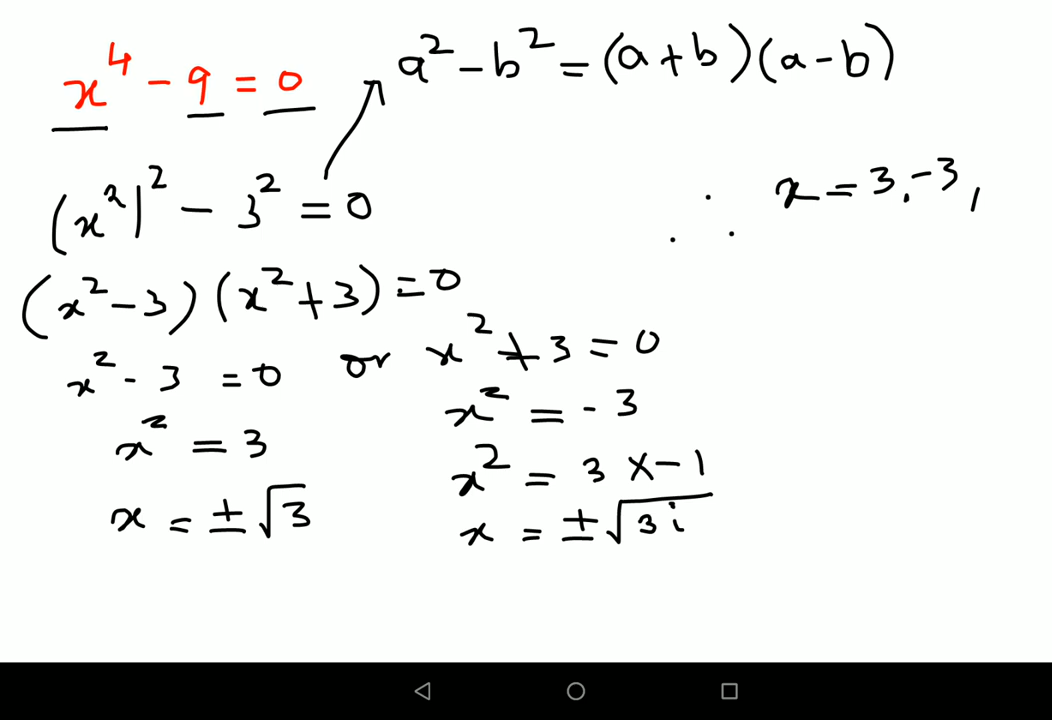 x⁴ - 9 = 0
a² - b² = (a + b)(a - b)
(x²)² - 3² = 0
∴ x = 3, -3,
(x² - 3)(x² + 3) = 0
x² - 3 = 0 or x² + 3 = 0
x² = 3
x² = -3
x² = 3 × -1
x = ±√3
x = ±√3i